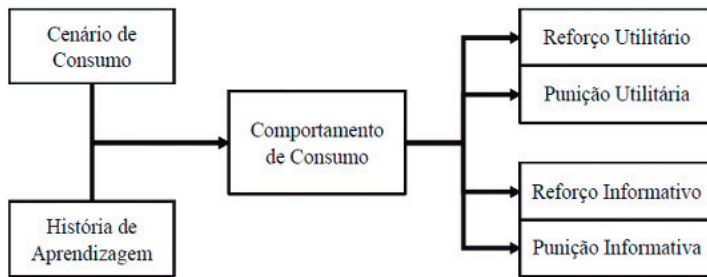 Cenário de
Consumo
História de
Aprendizagem
Comportamento
de Consumo
Reforço Utilitário
Punição Utilitária
Reforço Informativo
Punição Informativa